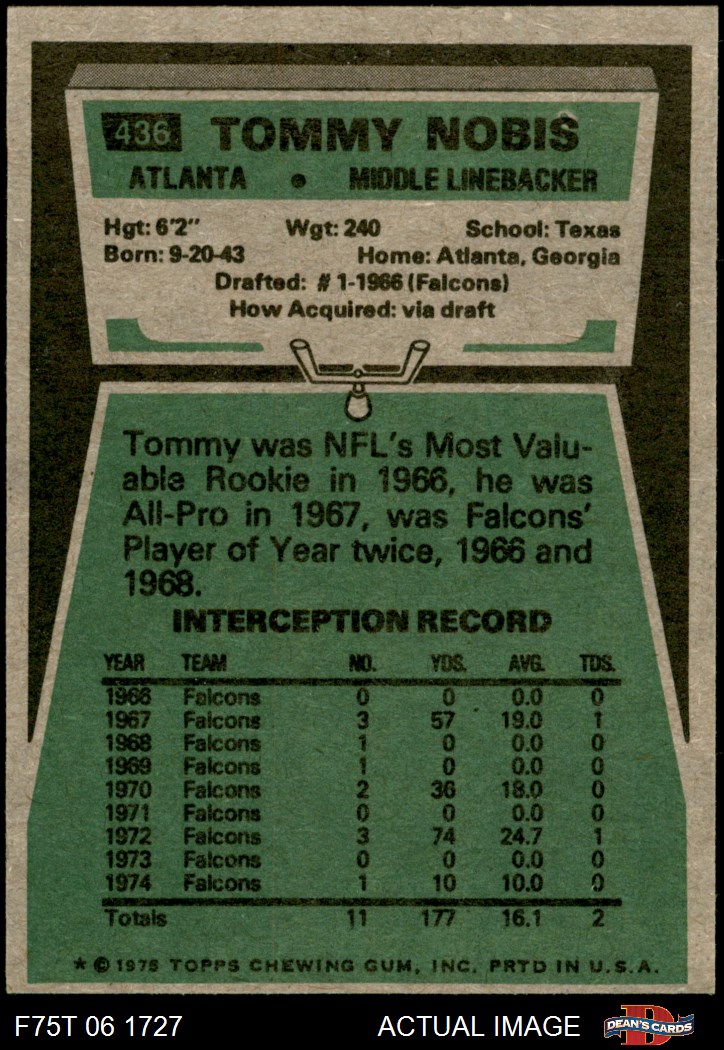 436 TOMMY NOBIS
ATLANTA • MIDDLE LINEBACKER
Hgt: 6'2" Wgt: 240 School: Texas
Born: 9-20-43 Home: Atlanta, Georgia
Drafted: #1-1966 (Falcons)
How Acquired: via draft
Tommy was NFL's Most Valu-
able Rookie in 1966, he was
All-Pro in 1967, was Falcons'
Player of Year twice, 1966 and
1968.
INTERCEPTION RECORD
YEAR TEAM NO. YDS. AVG. TDS.
1966 Falcons 0 0 0.0 0
1967 Falcons 3 57 19.0 1
1968 Falcons 1 0 0.0 0
1969 Falcons 1 0 0.0 0
1970 Falcons 2 36 18.0 0
1971 Falcons 0 0 0.0 0
1972 Falcons 3 74 24.7 1
1973 Falcons 0 0 0.0 0
1974 Falcons 1 10 10.0 0
Totals 11 177 16.1 2
* © 1975 TOPPS CHEWING GUM, INC. PRTD IN U.S.A.
F75T 06 1727 ACTUAL IMAGE D DEAN'S CARDS